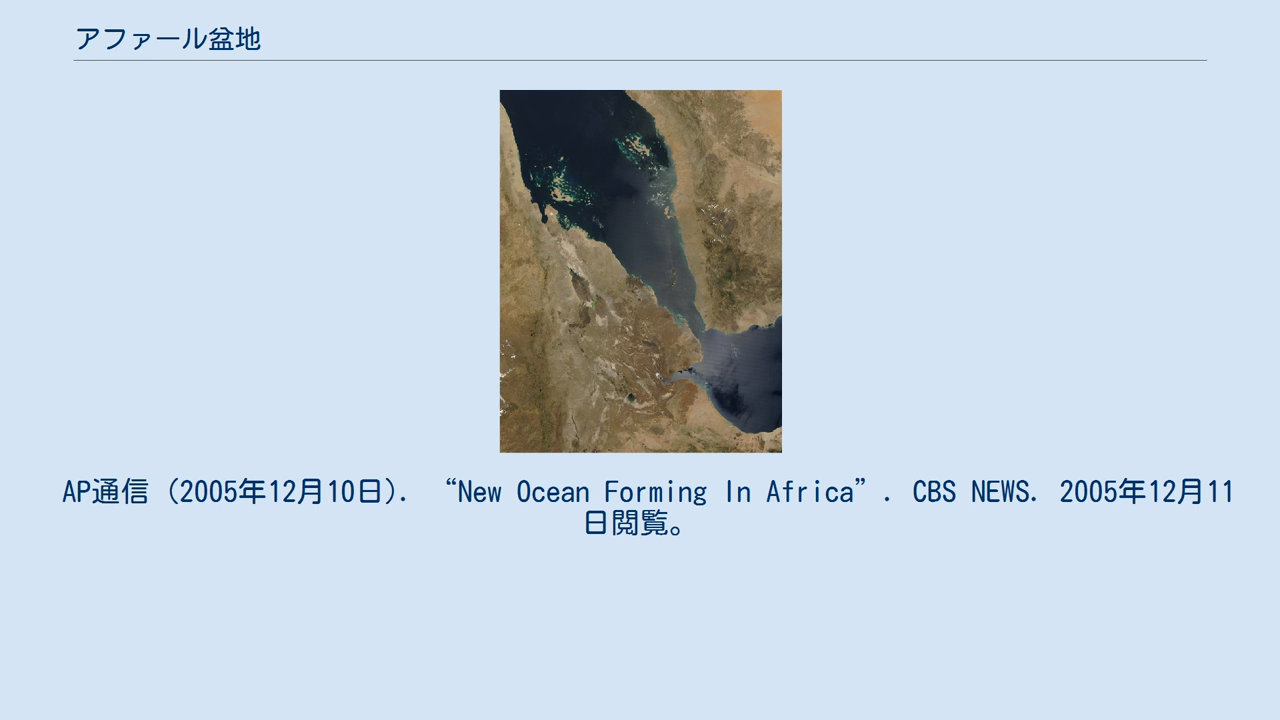 アファール盆地
AP通信 (2005年12月10日). “New Ocean Forming In Africa”. CBS NEWS. 2005年12月11
日閲覧。